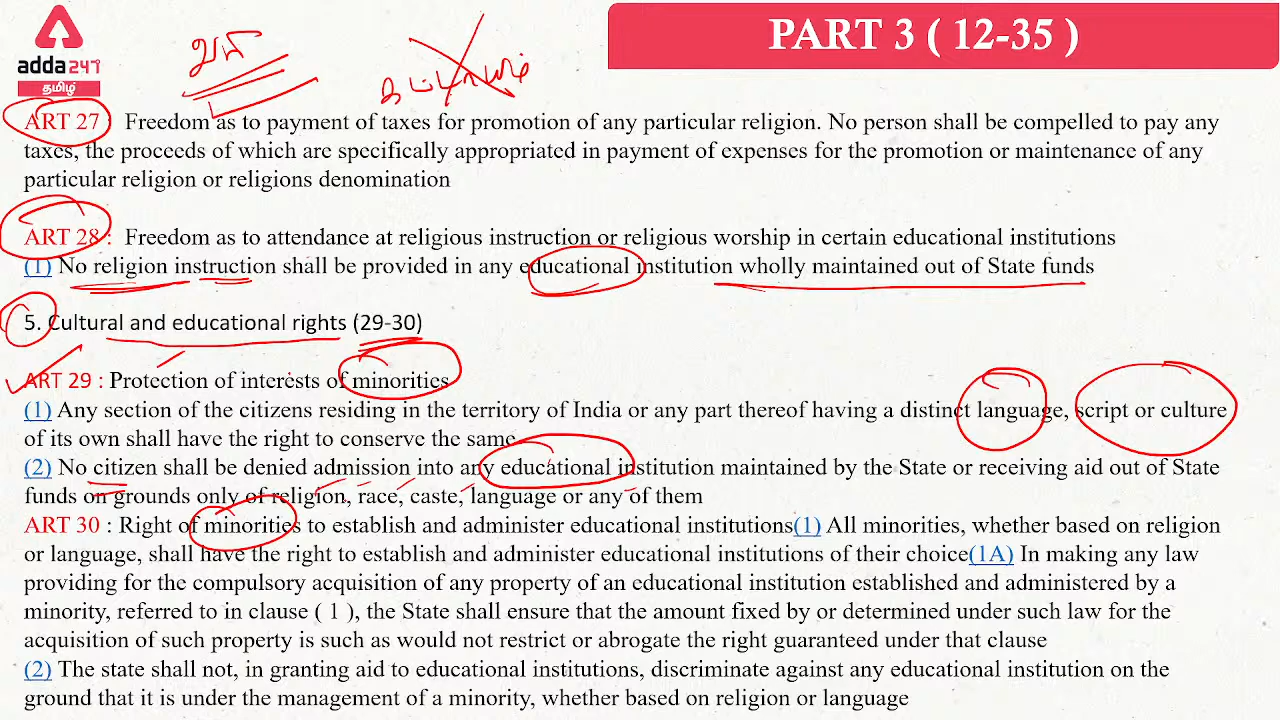 PART 3 ( 12-35 )
adda247
தமிழ்
வரி
ART 27 : Freedom as to payment of taxes for promotion of any particular religion. No person shall be compelled to pay any
taxes, the proceeds of which are specifically appropriated in payment of expenses for the promotion or maintenance of any
particular religion or religions denomination
ART 28 : Freedom as to attendance at religious instruction or religious worship in certain educational institutions
(1) No religion instruction shall be provided in any educational institution wholly maintained out of State funds
5. Cultural and educational rights (29-30)
ART 29 : Protection of interests of minorities
(1) Any section of the citizens residing in the territory of India or any part thereof having a distinct language, script or culture
of its own shall have the right to conserve the same
(2) No citizen shall be denied admission into any educational institution maintained by the State or receiving aid out of State
funds on grounds only of religion, race, caste, language or any of them
ART 30 : Right of minorities to establish and administer educational institutions(1) All minorities, whether based on religion
or language, shall have the right to establish and administer educational institutions of their choice(1A) In making any law
providing for the compulsory acquisition of any property of an educational institution established and administered by a
minority, referred to in clause ( 1 ), the State shall ensure that the amount fixed by or determined under such law for the
acquisition of such property is such as would not restrict or abrogate the right guaranteed under that clause
(2) The state shall not, in granting aid to educational institutions, discriminate against any educational institution on the
ground that it is under the management of a minority, whether based on religion or language